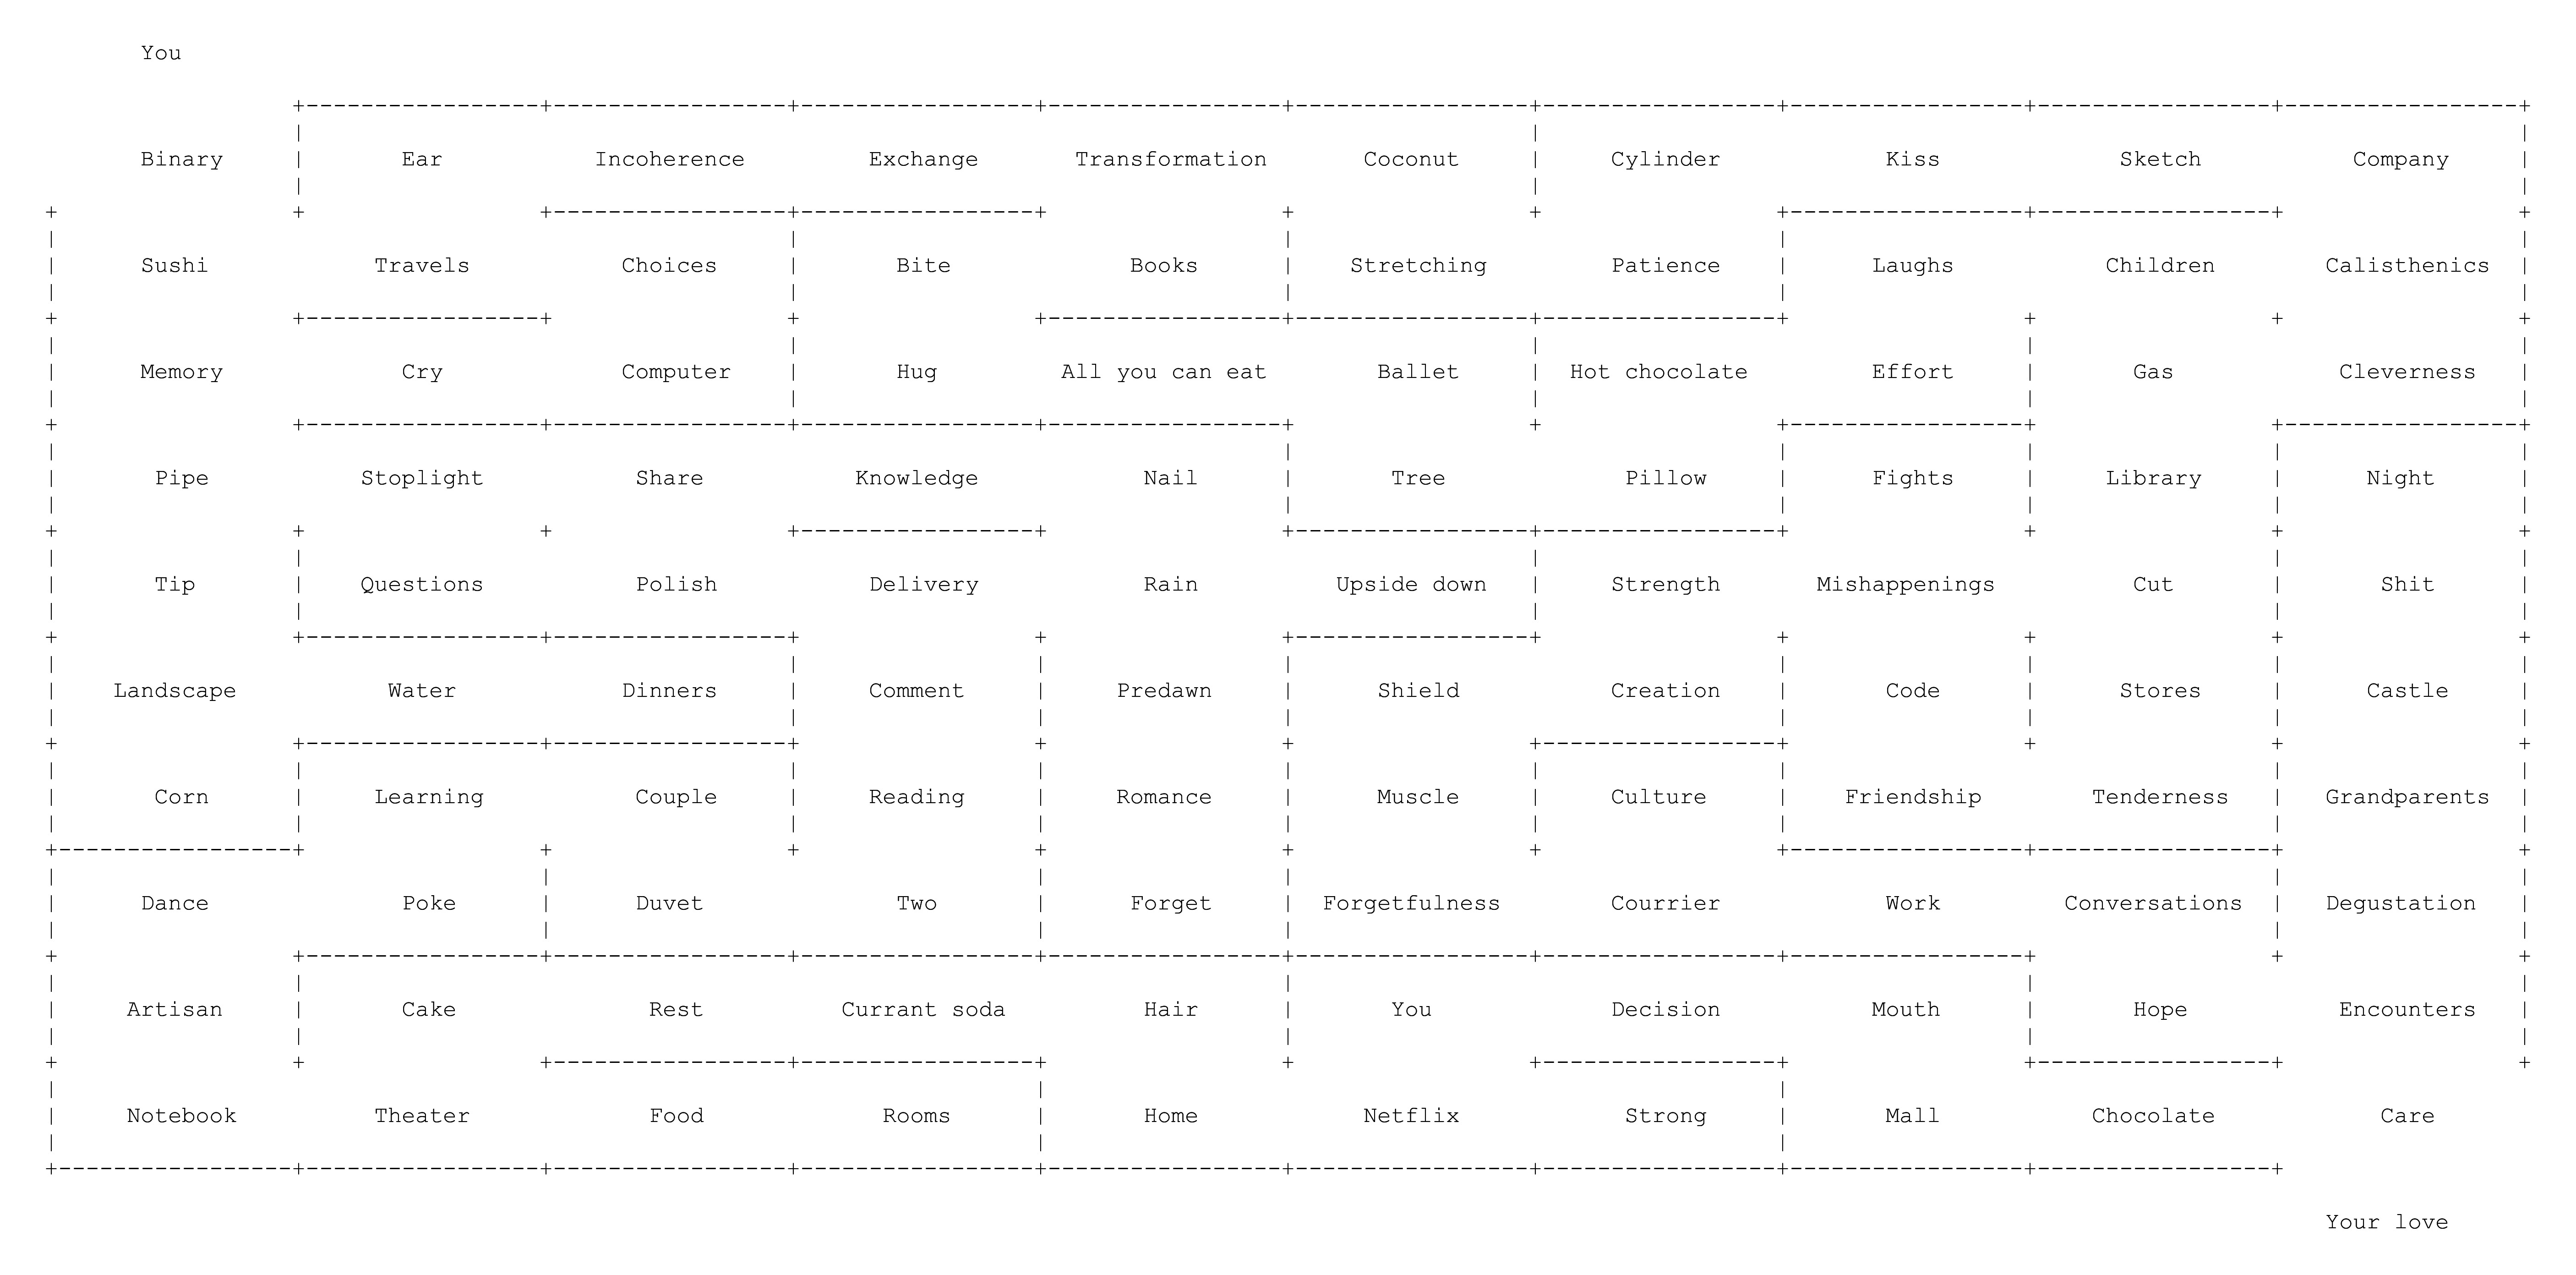 You
Binary Ear Incoherence Exchange Transformation Coconut Cylinder Kiss Sketch Company
Sushi Travels Choices Bite Books Stretching Patience Laughs Children Calisthenics
Memory Cry Computer Hug All you can eat Ballet Hot chocolate Effort Gas Cleverness
Pipe Stoplight Share Knowledge Nail Tree Pillow Fights Library Night
Tip Questions Polish Delivery Rain Upside down Strength Mishappenings Cut Shit
Landscape Water Dinners Comment Predawn Shield Creation Code Stores Castle
Corn Learning Couple Reading Romance Muscle Culture Friendship Tenderness Grandparents
Dance Poke Duvet Two Forget Forgetfulness Courrier Work Conversations Degustation
Artisan Cake Rest Currant soda Hair You Decision Mouth Hope Encounters
Notebook Theater Food Rooms Home Netflix Strong Mall Chocolate Care
Your love